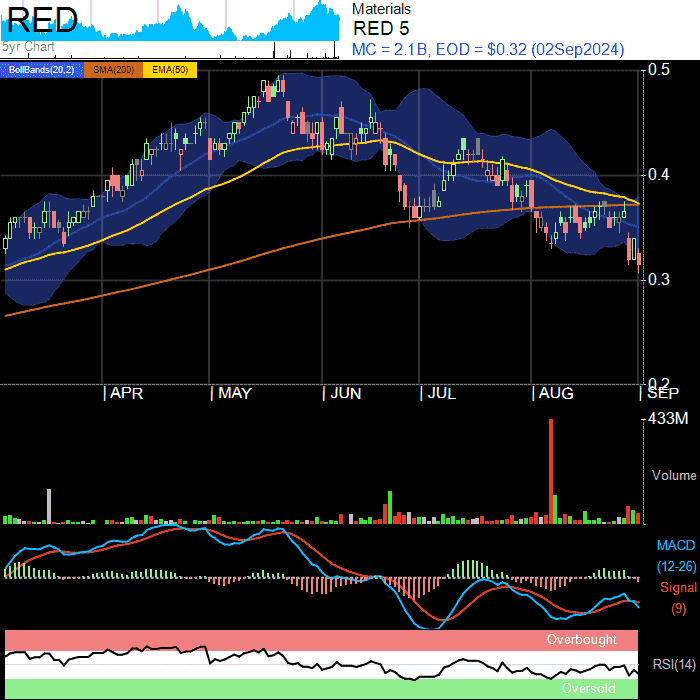 RED
5yr Chart
Materials
RED 5
MC = 2.1B, EOD = $0.32 (02Sep2024)
BollBands(20,2) SMA(200) EMA(50)
0.5
0.4
0.3
0.2
| APR | MAY | JUN | JUL | AUG | SEP
433M
Volume
MACD
(12-26)
Signal
(9)
Overbought
RSI(14)
Oversold